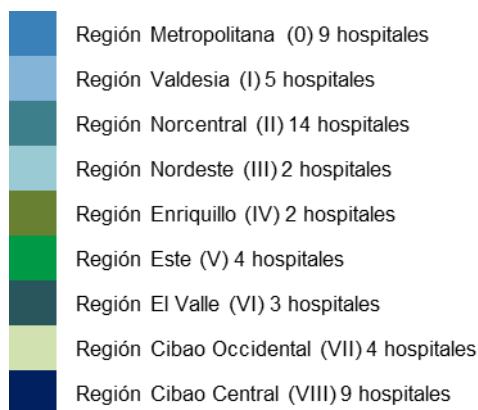 Región Metropolitana (0) 9 hospitales
Región Valdesia (I) 5 hospitales
Región Norcentral (II) 14 hospitales
Región Nordeste (III) 2 hospitales
Región Enriquillo (IV) 2 hospitales
Región Este (V) 4 hospitales
Región El Valle (VI) 3 hospitales
Región Cibao Occidental (VII) 4 hospitales
Región Cibao Central (VIII) 9 hospitales